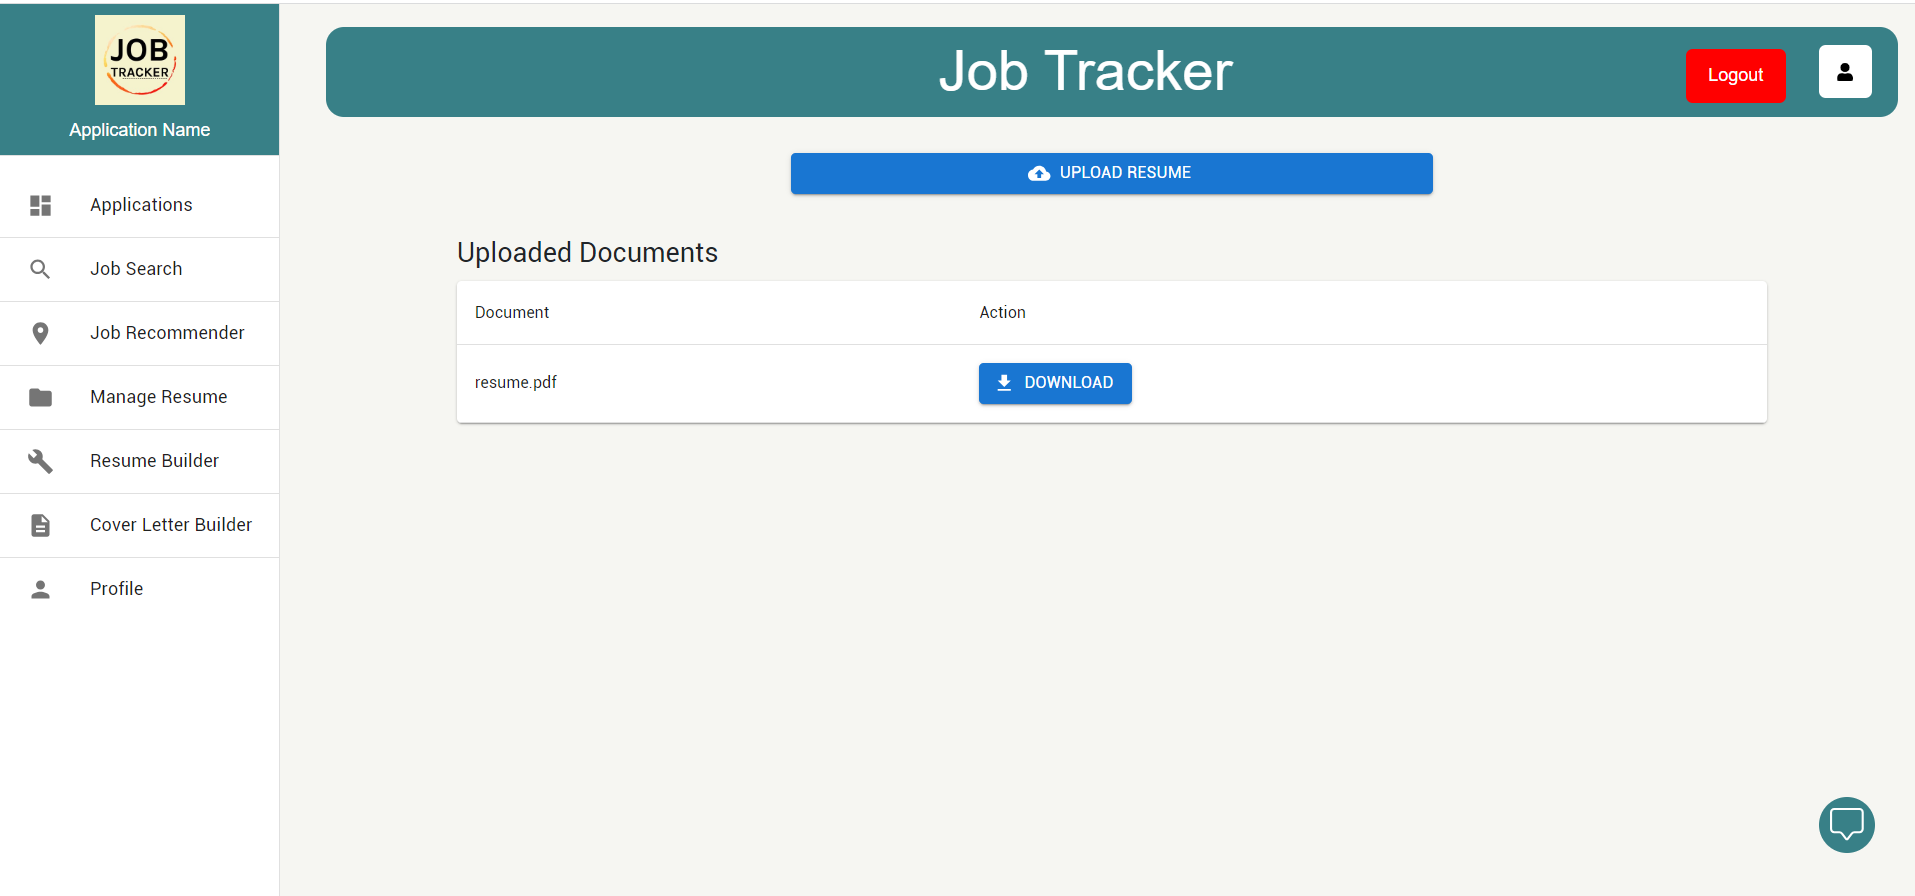 JOB
TRACKER
Application Name
Applications
Job Search
Job Recommender
Manage Resume
Resume Builder
Cover Letter Builder
Profile
Job Tracker
Logout
UPLOAD RESUME
Uploaded Documents
Document Action
resume.pdf DOWNLOAD